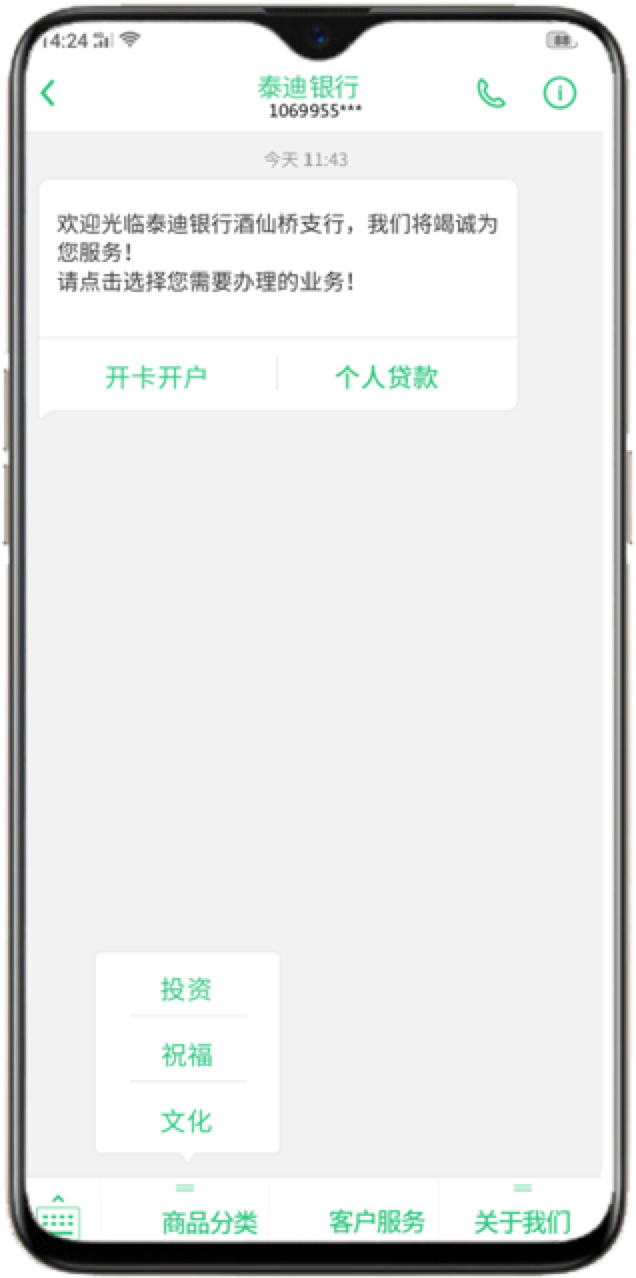 14:24
88
泰迪银行
1069955***
今天 11:43
欢迎光临泰迪银行酒仙桥支行，我们将竭诚为
您服务！
请点击选择您需要办理的业务！
开卡开户
个人贷款
投资
祝福
文化
商品分类
客户服务
关于我们